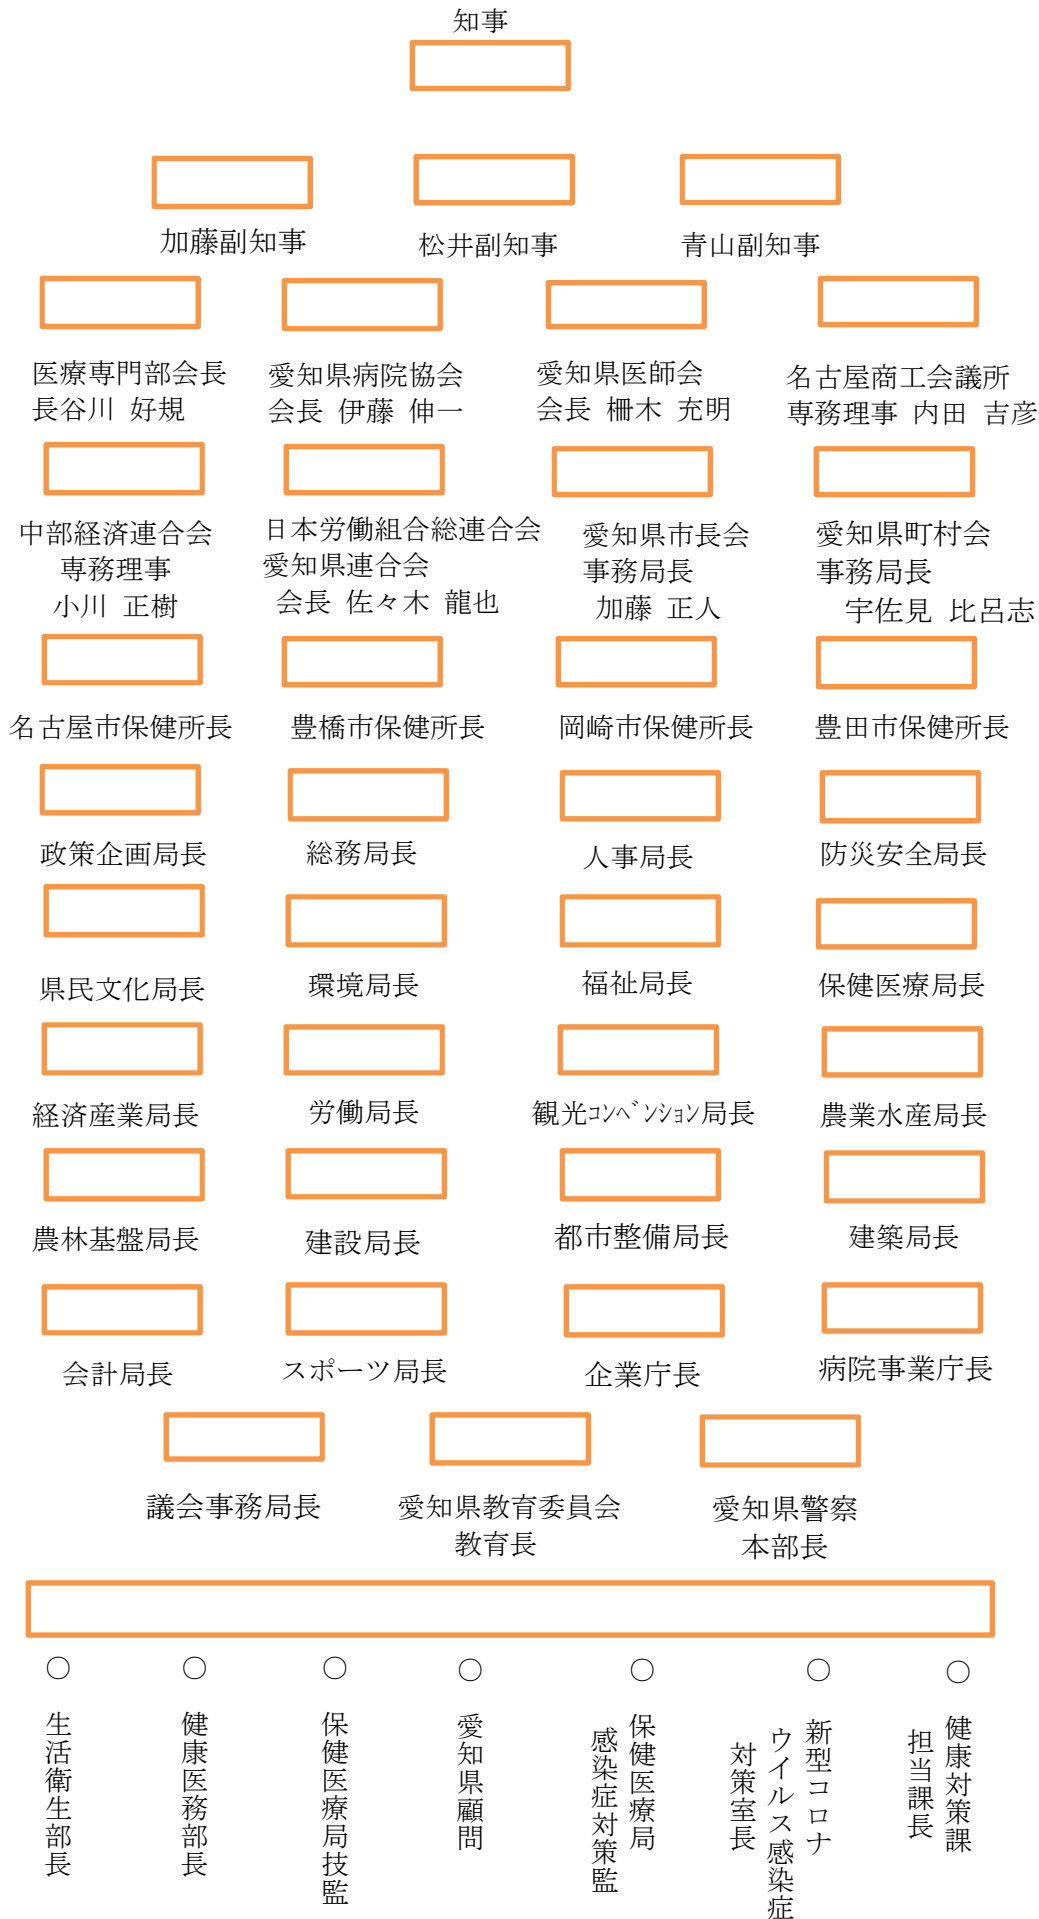 知事
加藤副知事
松井副知事
青山副知事
医療専門部会長
長谷川 好規
愛知県病院協会
会長 伊藤 伸一
愛知県医師会
会長 柵木 充明
名古屋商工会議所
専務理事 内田 吉彦
中部経済連合会
専務理事
小川 正樹
日本労働組合総連合会
愛知県連合会
会長 佐々木 龍也
愛知県市長会
事務局長
加藤 正人
愛知県町村会
事務局長
宇佐見 比呂志
名古屋市保健所長
豊橋市保健所長
岡崎市保健所長
豊田市保健所長
政策企画局長
総務局長
人事局長
防災安全局長
県民文化局長
環境局長
福祉局長
保健医療局長
経済産業局長
労働局長
観光ｺﾝﾍﾞﾝｼｮﾝ局長
農業水産局長
農林基盤局長
建設局長
都市整備局長
建築局長
会計局長
スポーツ局長
企業庁長
病院事業庁長
議会事務局長
愛知県教育委員会
教育長
愛知県警察
本部長
○ ○ ○ ○ ○ ○ ○
生活衛生部長
健康医務部長
保健医療局技監
愛知県顧問
保健医療局
感染症対策監
新型コロナ
ウイルス感染症
対策室長
健康対策課
担当課長